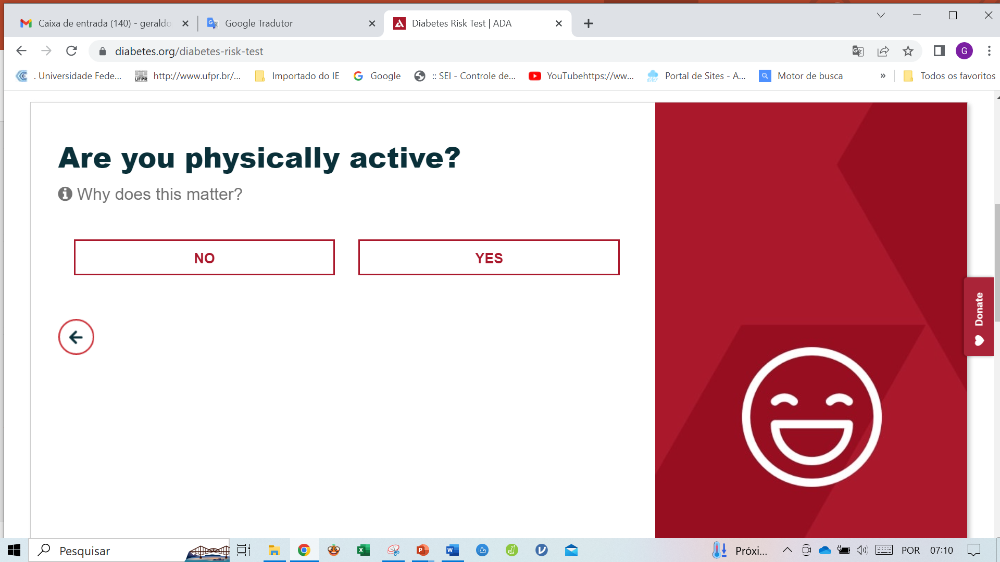 Caixa de entrada (140) - geraldo
Google Tradutor
Diabetes Risk Test | ADA
diabetes.org/diabetes-risk-test
G
. Universidade Fede...
http://www.ufpr.br/...
Importado do IE
Google
:: SEI - Controle de...
YouTubehttps://ww...
Portal de Sites - A...
Motor de busca
»
Todos os favoritos
Are you physically active?
Why does this matter?
NO
YES
Donate
Pesquisar
Próxi...
POR
07:10